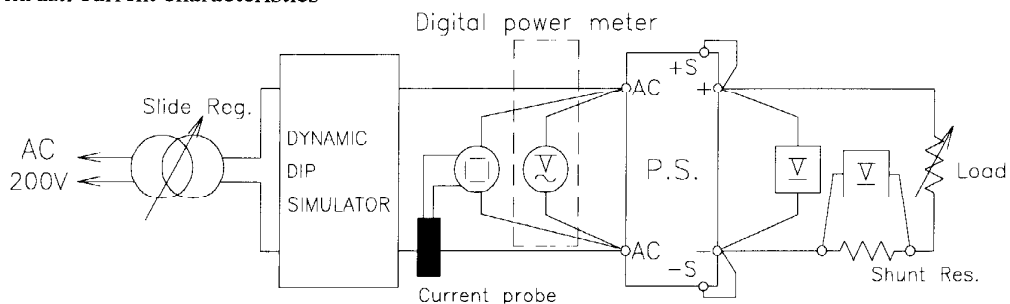 Digital power meter
+S
AC
+
Slide Reg.
DYNAMIC
DIP
SIMULATOR
AC
200V
V
P.S.
V
V
Load
AC
−
-S
Shunt Res.
Current probe